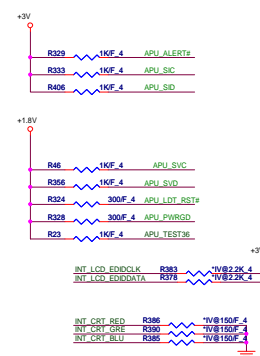 +3V
R329 1K/F_4 APU_ALERT#
R333 1K/F_4 APU_SIC
R406 1K/F_4 APU_SID
+1.8V
R46 1K/F_4 APU_SVC
R356 1K/F_4 APU_SVD
R324 300/F_4 APU_LDT_RST#
R328 300/F_4 APU_PWRGD
R23 1K/F_4 APU_TEST36
+3
INT_LCD_EDIDCLK R383 *IV@2.2K_4
INT_LCD_EDIDDATA R378 *IV@2.2K_4
INT_CRT_RED R386 *IV@150/F_4
INT_CRT_GRE R390 *IV@150/F_4
INT_CRT_BLU R385 *IV@150/F_4